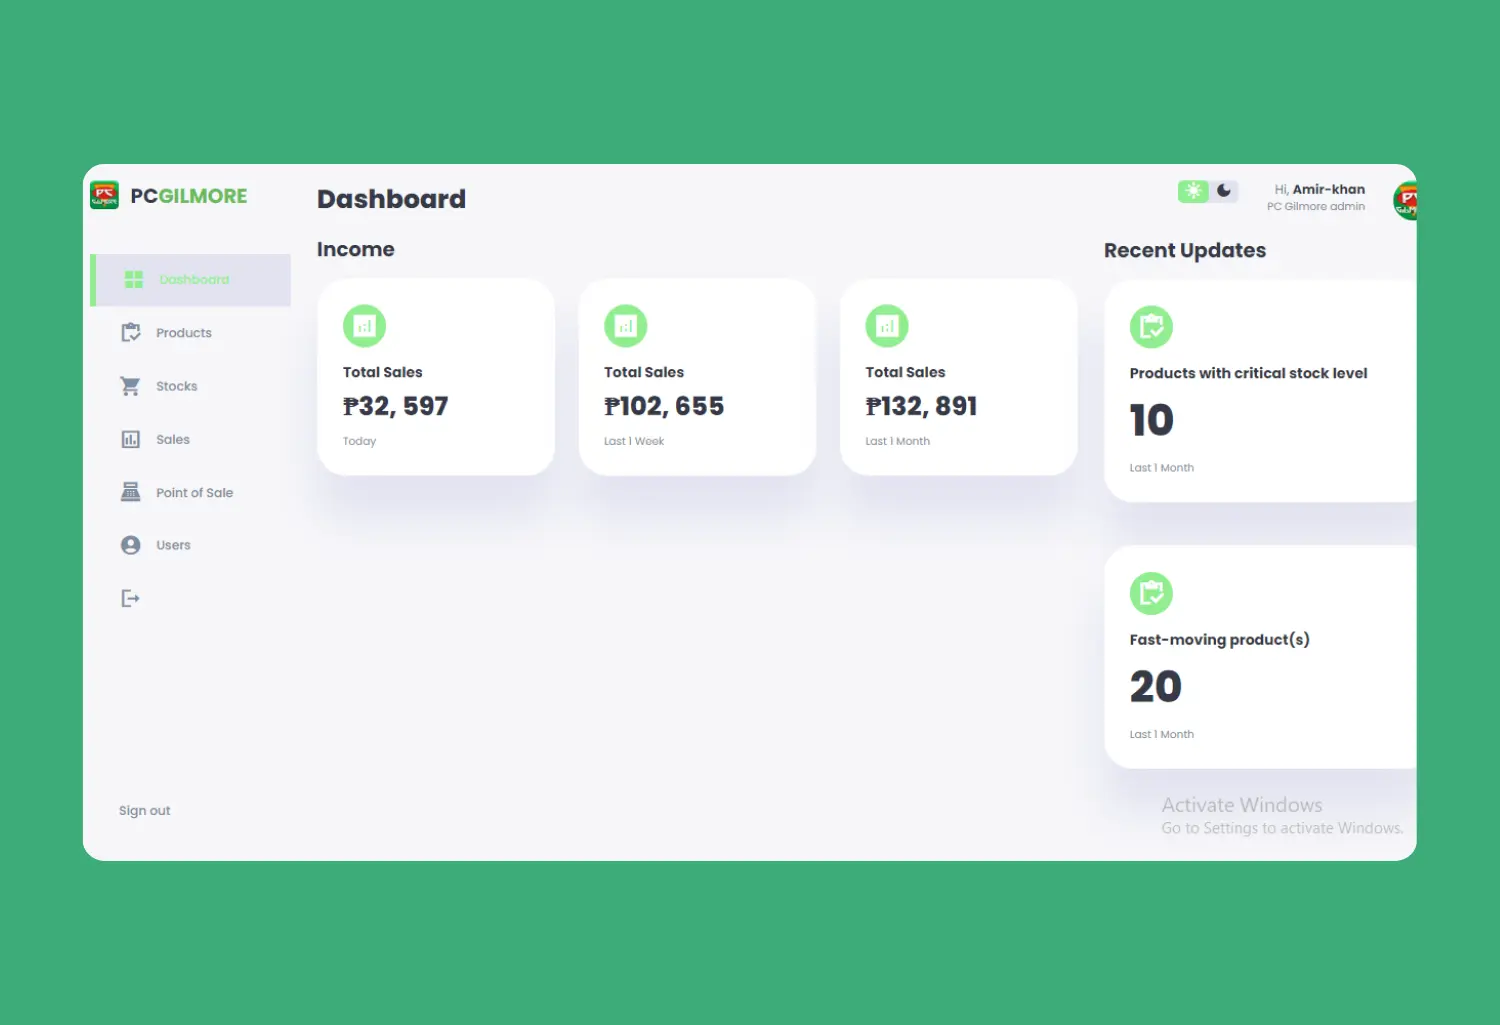 PCGILMORE
Dashboard
Products
Stocks
Sales
Point of Sale
Users
Sign out
Dashboard
Hi, Amir-khan
PC Gilmore admin
Income
Total Sales
₱32, 597
Today
Total Sales
₱102, 655
Last 1 Week
Total Sales
₱132, 891
Last 1 Month
Recent Updates
Products with critical stock level
10
Last 1 Month
Fast-moving product(s)
20
Last 1 Month
Activate Windows
Go to Settings to activate Windows.